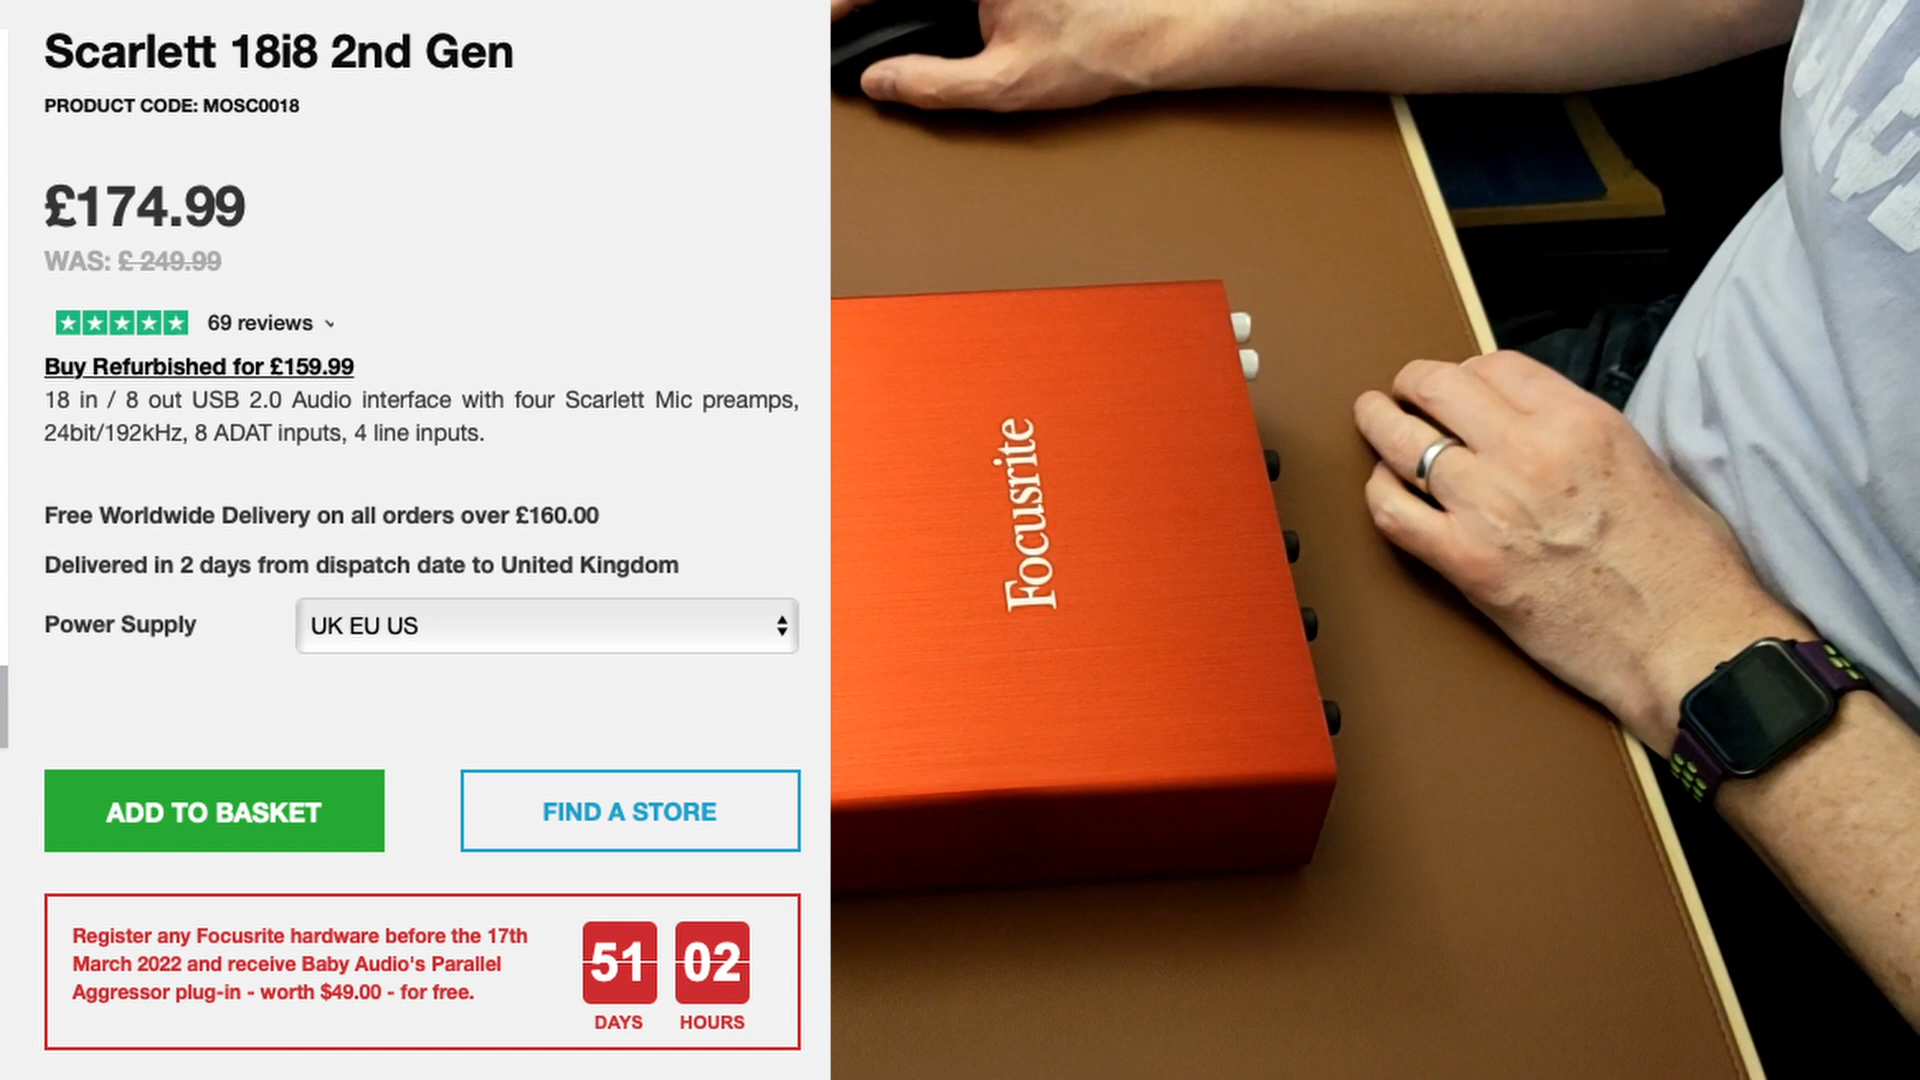 Scarlett 18i8 2nd Gen
PRODUCT CODE: MOSC0018
£174.99
WAS: £ 249.99
69 reviews
Buy Refurbished for £159.99
18 in / 8 out USB 2.0 Audio interface with four Scarlett Mic preamps,
24bit/192kHz, 8 ADAT inputs, 4 line inputs.
Free Worldwide Delivery on all orders over £160.00
Delivered in 2 days from dispatch date to United Kingdom
Power Supply
UK EU US
ADD TO BASKET
FIND A STORE
Register any Focusrite hardware before the 17th
March 2022 and receive Baby Audio's Parallel
Aggressor plug-in - worth $49.00 - for free.
51 02
DAYS HOURS
Focusrite